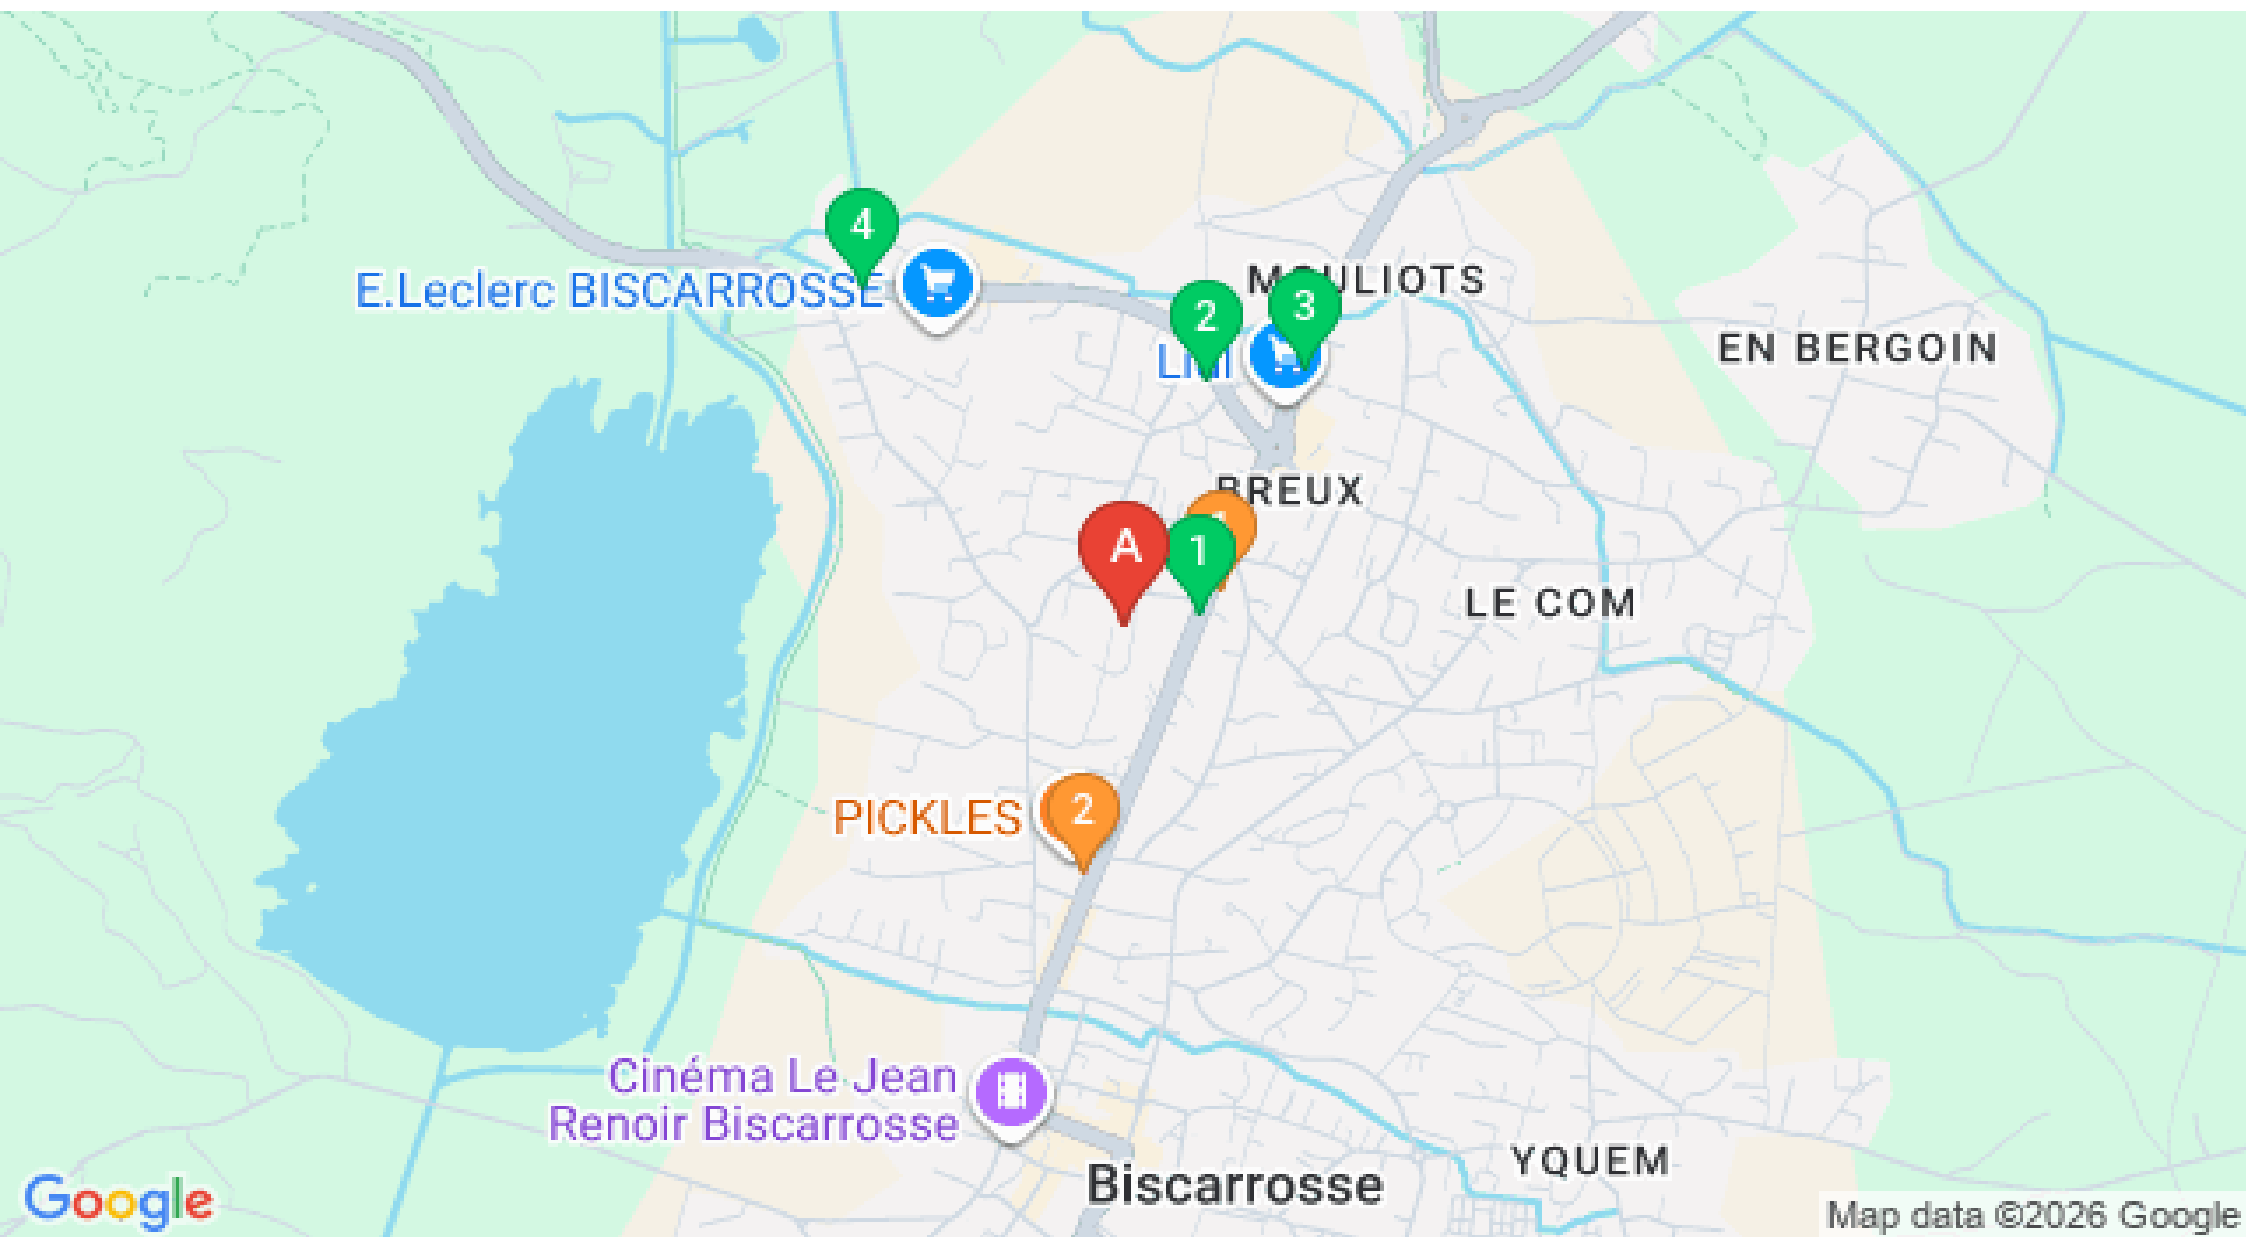 4
E.Leclerc BISCARROSSE
MOULIOTS
2
3
EN BERGOIN
Lidl
BREUX
A
1
LE COM
PICKLES
2
Cinéma Le Jean
Renoir Biscarrosse
YQUEM
Biscarrosse
Google
Map data ©2026 Google